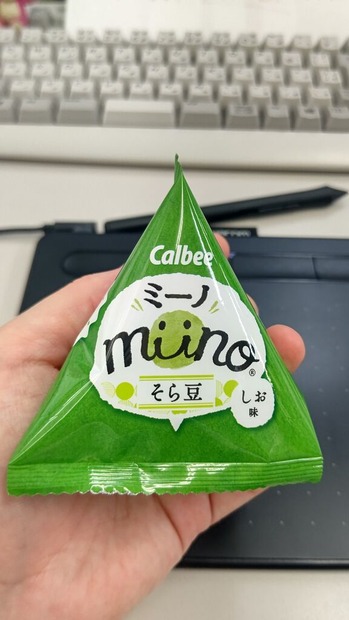 Calbee
ミーノ
miino®
そら豆
しお
味